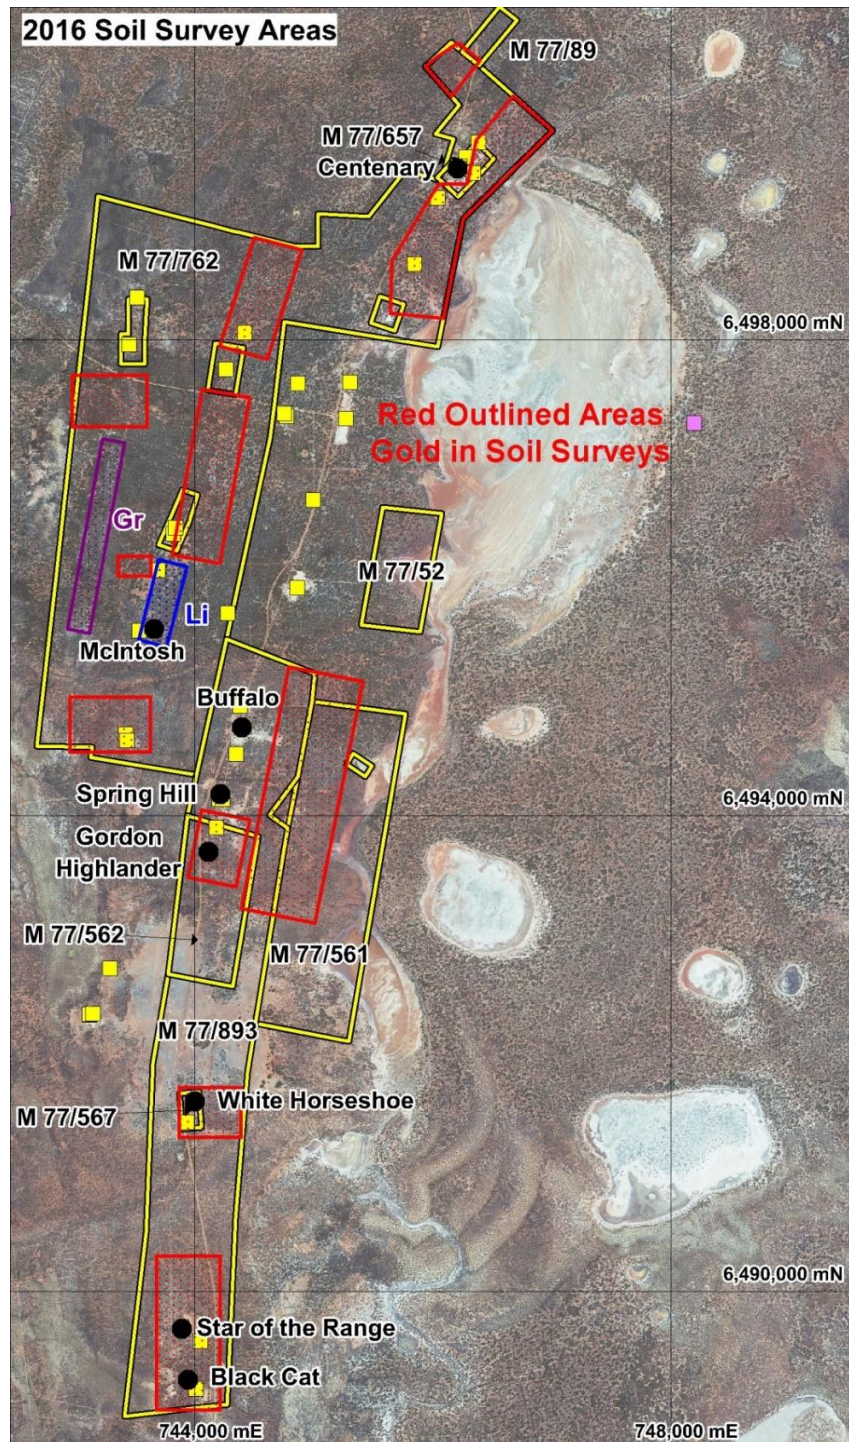 2016 Soil Survey Areas
M 77/89
M 77/657
Centenary
M 77/762
6,498,000 mN
Red Outlined Areas
Gold in Soil Surveys
Gr
M 77/52
Li
McIntosh
Buffalo
Spring Hill
6,494,000 mN
Gordon
Highlander
M 77/562
M 77/561
M 77/893
White Horseshoe
M 77/567
6,490,000 mN
Star of the Range
Black Cat
744,000 mE
748,000 mE